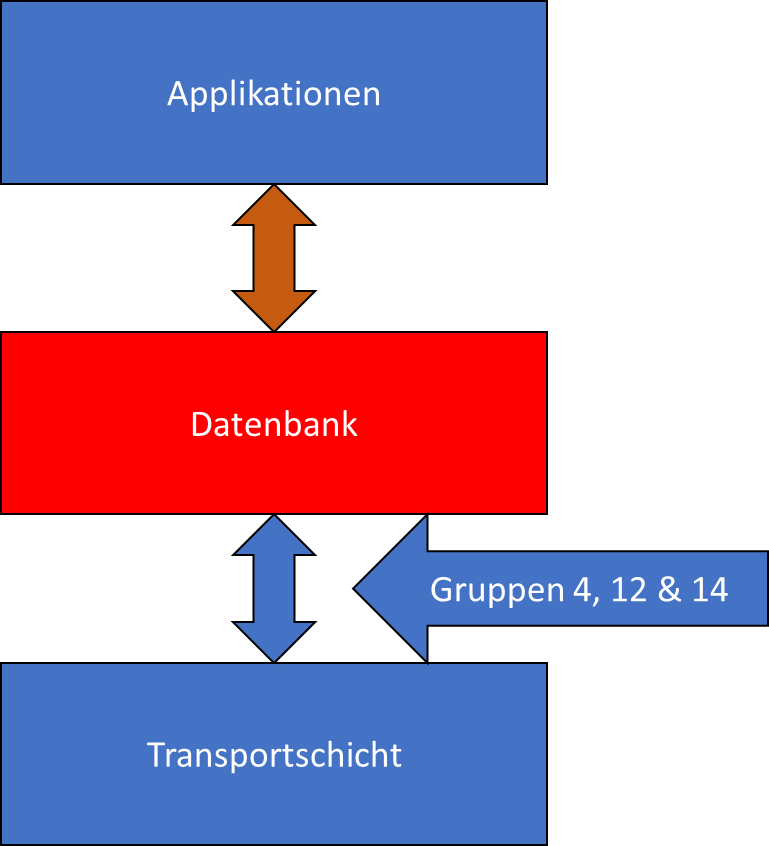 Applikationen
Datenbank
Gruppen 4, 12 & 14
Transportschicht